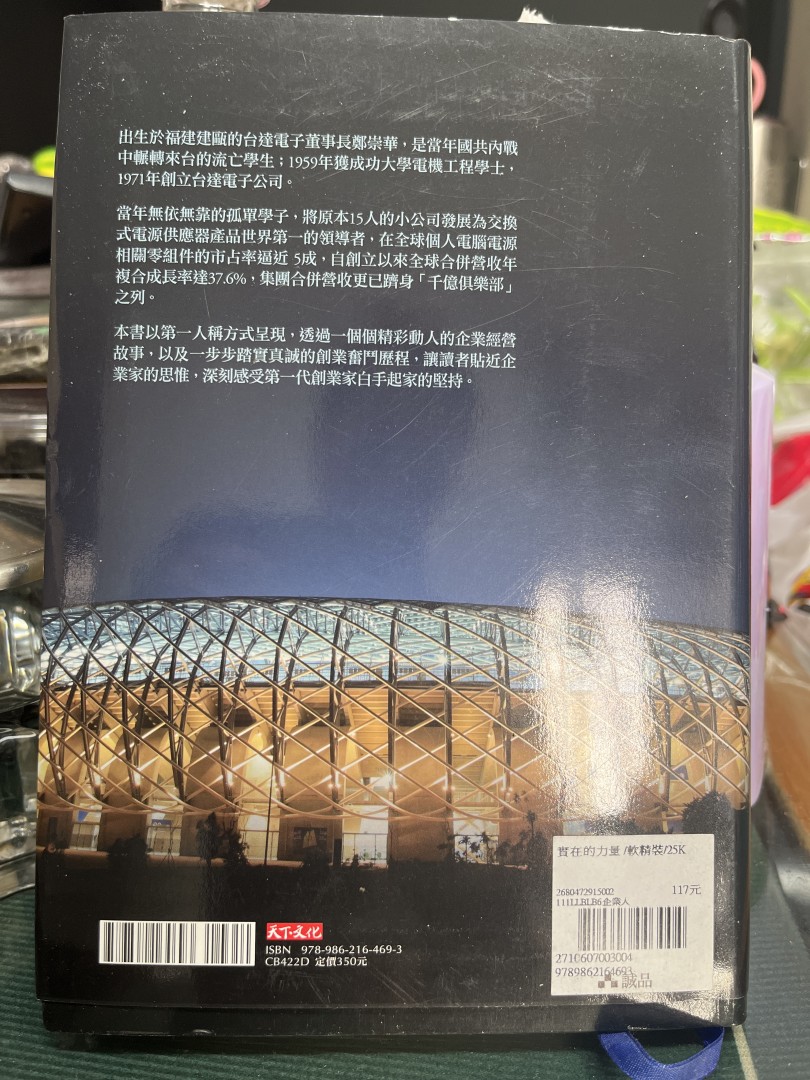 出生於福建建甌的台達電子董事長鄭崇華，是當年國共內戰
中輾轉來台的流亡學生；1959年獲成功大學電機工程學士，
1971年創立台達電子公司。
當年無依無靠的孤單學子，將原本15人的小公司發展為交換
式電源供應器產品世界第一的領導者，在全球個人電腦電源
相關零組件的市占率逼近 5成，自創立以來全球合併營收年
複合成長率達37.6%，集團合併營收更已躋身「千億俱樂部」
之列。
本書以第一人稱方式呈現，透過一個個精彩動人的企業經營
故事，以及一步步踏實真誠的創業奮鬥歷程，讓讀者貼近企
業家的思惟，深刻感受第一代創業家白手起家的堅持。
天下文化
ISBN 978-986-216-469-3
CB422D 定價350元
實在的力量 /軟精裝/25K
2680472915002
117元
111LLBLB6企業人
2710607003004
9789862164693
誠品